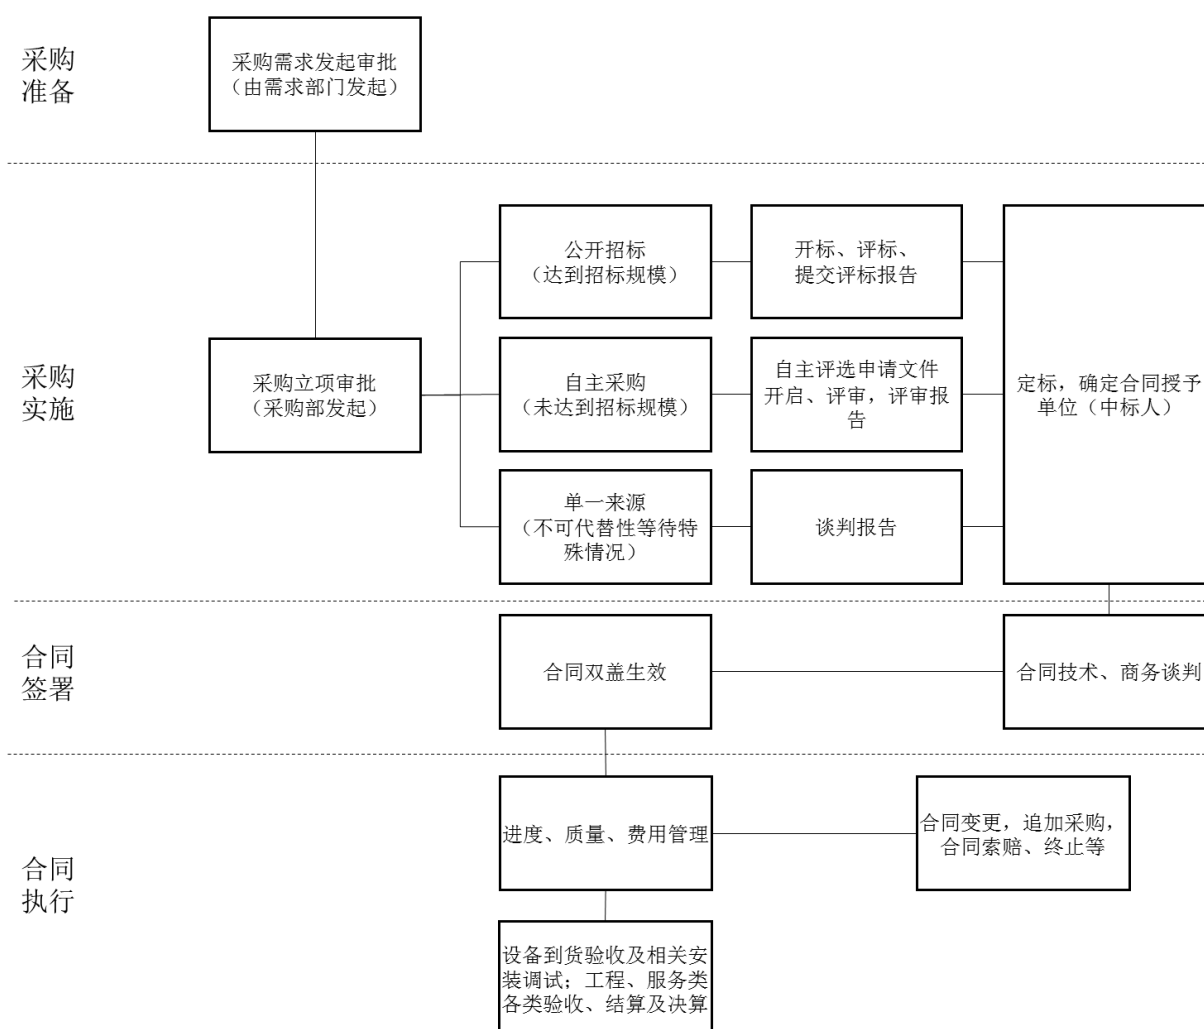 采购
准备
采购需求发起审批
（由需求部门发起）
采购
实施
采购立项审批
（采购部发起）
公开招标
（达到招标规模）
开标、评标、
提交评标报告
自主采购
（未达到招标规模）
自主评选申请文件
开启、评审，评审报
告
单一来源
（不可代替性等待特
殊情况）
谈判报告
定标，确定合同授予
单位（中标人）
合同
签署
合同双盖生效
合同技术、商务谈判
合同
执行
进度、质量、费用管理
合同变更，追加采购，
合同索赔、终止等
设备到货验收及相关安
装调试；工程、服务类
各类验收、结算及决算